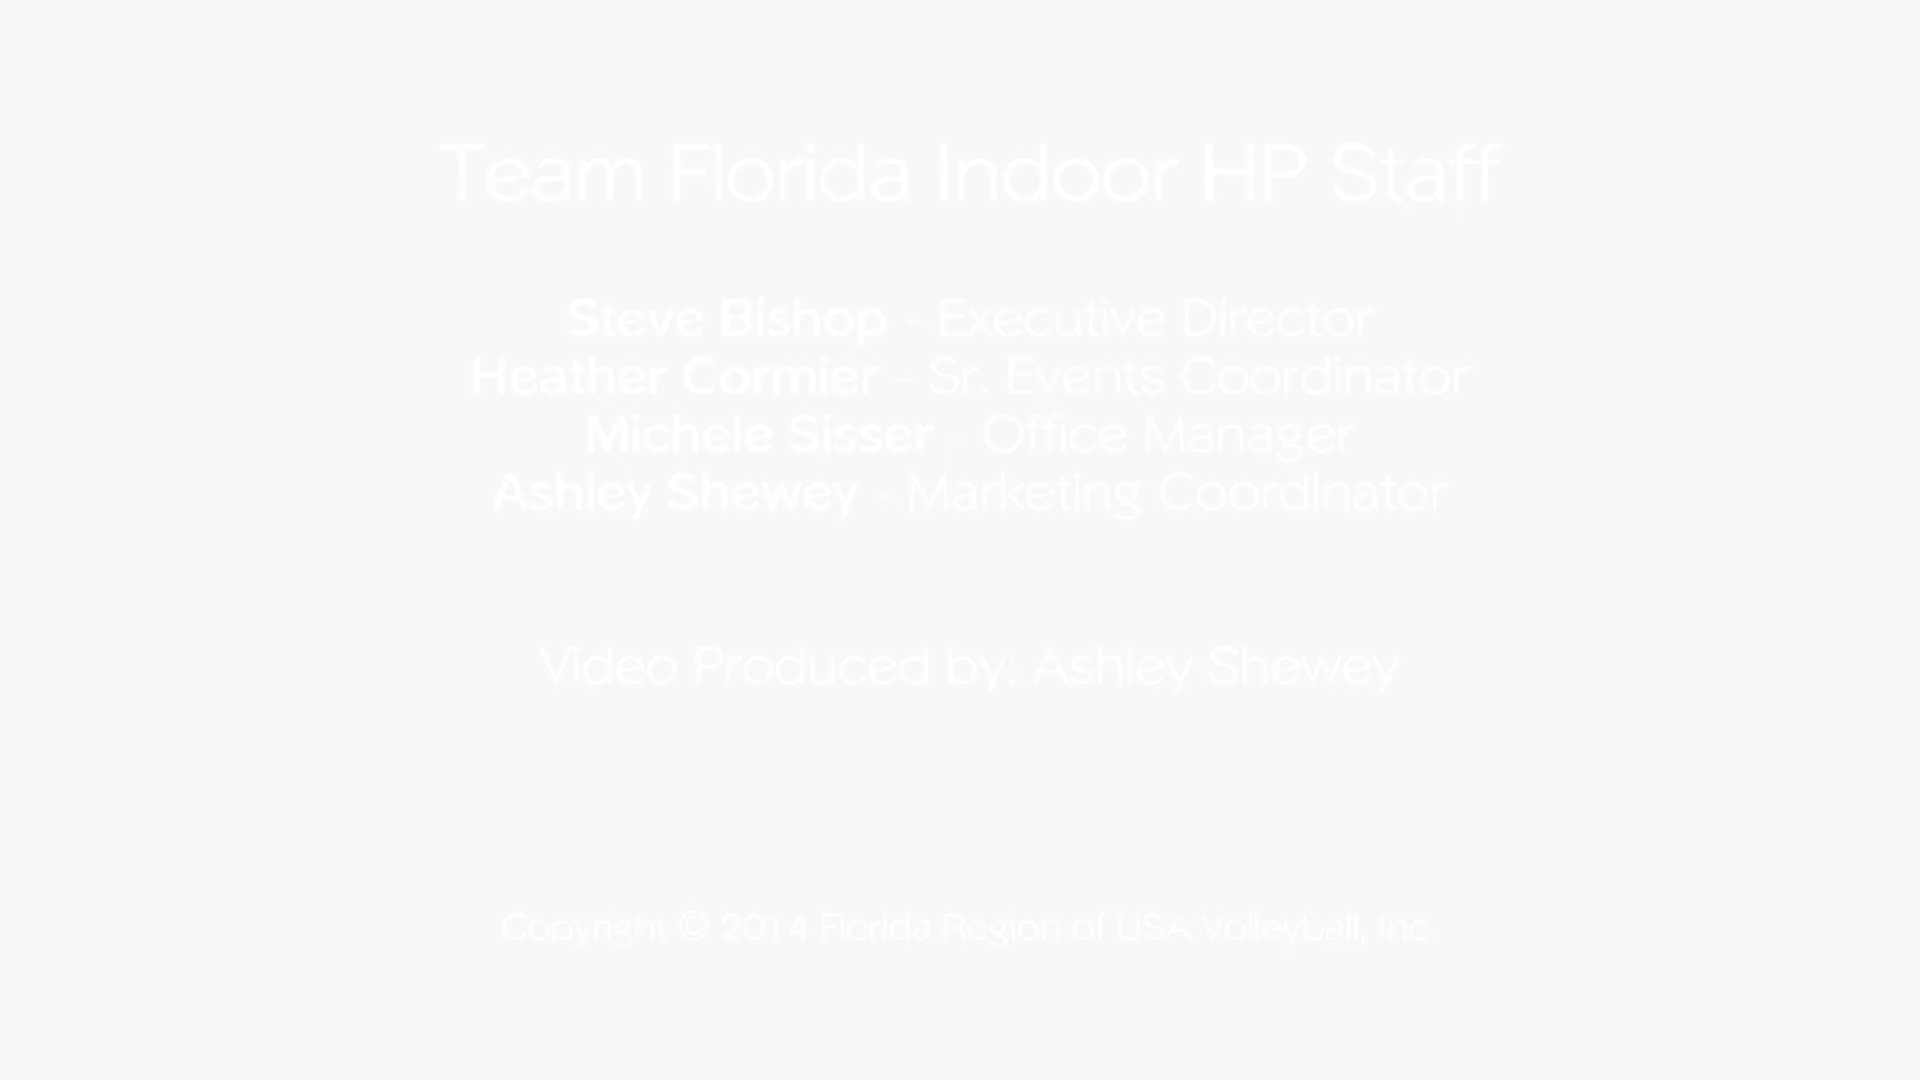 Team Florida Indoor HP Staff
Steve Bishop - Executive Director
Heather Cormier - Sr. Events Coordinator
Michele Sisser - Office Manager
Ashley Shewey - Marketing Coordinator
Video Produced by: Ashley Shewey
Copyright © 2014 Florida Region of USA Volleyball, Inc.